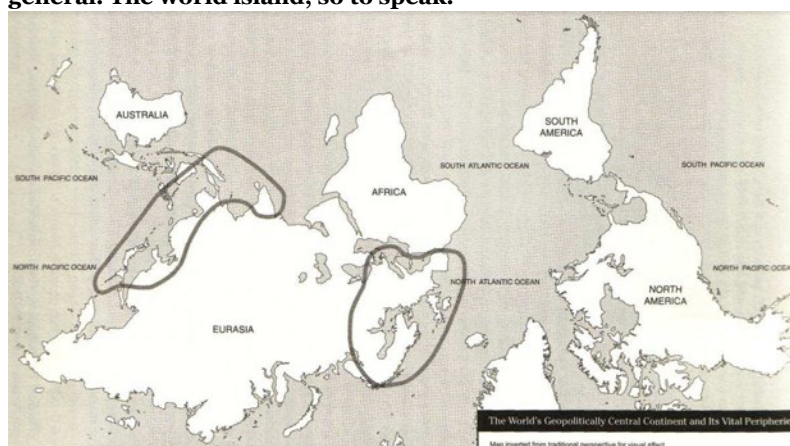 general. The world island, so to speak.
AUSTRALIA
SOUTH
AMERICA
SOUTH PACIFIC OCEAN
SOUTH ATLANTIC OCEAN
SOUTH PACIFIC OCEAN
AFRICA
NORTH PACIFIC OCEAN
NORTH ATLANTIC OCEAN
NORTH PACIFIC OCEA
NORTH
AMERICA
EURASIA
The World's Geopolitically Central Continent and Its Vital Peripherie
Map inverted from traditional perspective for visual effect